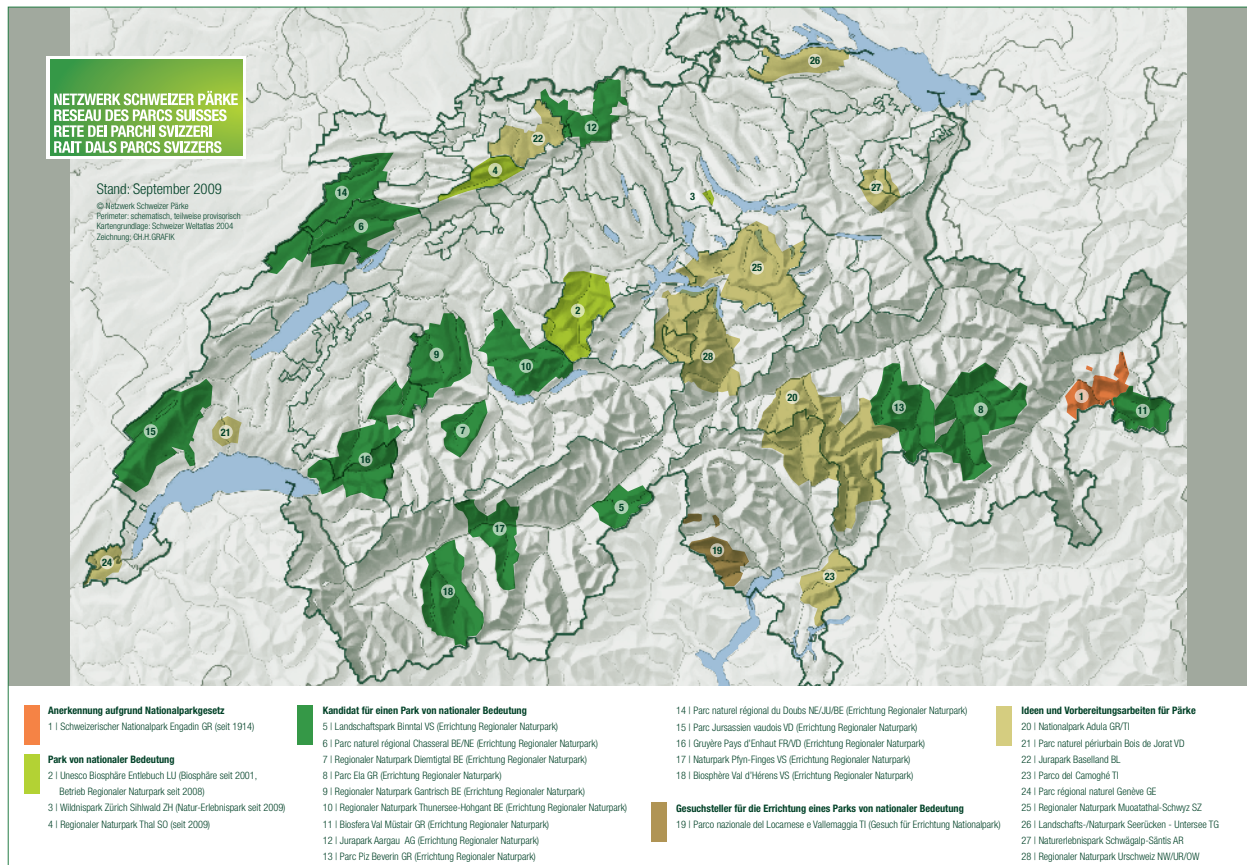 NETZWERK SCHWEIZER PÄRKE
RESEAU DES PARCS SUISSES
RETE DEI PARCHI SVIZZERI
RAIT DALS PARCS SVIZZERS
Stand: September 2009
© Netzwerk Schweizer Pärke
Perimeter: schematisch, teilweise provisorisch
Kartengrundlage: Schweizer Weltatlas 2004
Zeichnung: CH.H.GRAFIK
26
12
22
4
14
3
27
6
25
2
9
28
10
20
1
13
8
11
15
21
7
16
5
17
19
24
23
18
Anerkennung aufgrund Nationalparkgesetz
1 | Schweizerischer Nationalpark Engadin GR (seit 1914)
Park von nationaler Bedeutung
2 | Unesco Biosphäre Entlebuch LU (Biosphäre seit 2001,
Betrieb Regionaler Naturpark seit 2008)
3 | Wildnispark Zürich Sihlwald ZH (Natur-Erlebnispark seit 2009)
4 | Regionaler Naturpark Thal SO (seit 2009)
Kandidat für einen Park von nationaler Bedeutung
5 | Landschaftspark Binntal VS (Errichtung Regionaler Naturpark)
6 | Parc naturel régional Chasseral BE/NE (Errichtung Regionaler Naturpark)
7 | Regionaler Naturpark Diemtigtal BE (Errichtung Regionaler Naturpark)
8 | Parc Ela GR (Errichtung Regionaler Naturpark)
9 | Regionaler Naturpark Gantrisch BE (Errichtung Regionaler Naturpark)
10 | Regionaler Naturpark Thunersee-Hohgant BE (Errichtung Regionaler Naturpark)
11 | Biosfera Val Müstair GR (Errichtung Regionaler Naturpark)
12 | Jurapark Aargau AG (Errichtung Regionaler Naturpark)
13 | Parc Piz Beverin GR (Errichtung Regionaler Naturpark)
14 | Parc naturel régional du Doubs NE/JU/BE (Errichtung Regionaler Naturpark)
15 | Parc Jurassien vaudois VD (Errichtung Regionaler Naturpark)
16 | Gruyère Pays d'Enhaut FR/VD (Errichtung Regionaler Naturpark)
17 | Naturpark Pfyn-Finges VS (Errichtung Regionaler Naturpark)
18 | Biosphère Val d'Hérens VS (Errichtung Regionaler Naturpark)
Gesuchsteller für die Errichtung eines Parks von nationaler Bedeutung
19 | Parco nazionale del Locarnese e Vallemaggia TI (Gesuch für Errichtung Nationalpark)
Ideen und Vorbereitungsarbeiten für Pärke
20 | Nationalpark Adula GR/TI
21 | Parc naturel périurbain Bois de Jorat VD
22 | Jurapark Baselland BL
23 | Parco del Camoghè TI
24 | Parc régional naturel Genève GE
25 | Regionaler Naturpark Muoatathal-Schwyz SZ
26 | Landschafts-/Naturpark Seerücken - Untersee TG
27 | Naturerlebnispark Schwägalp-Säntis AR
28 | Regionaler Naturpark Urschweiz NW/UR/OW